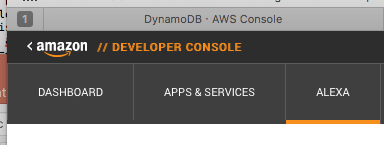 1 DynamoDB · AWS Console
< amazon // DEVELOPER CONSOLE
DASHBOARD APPS & SERVICES ALEXA